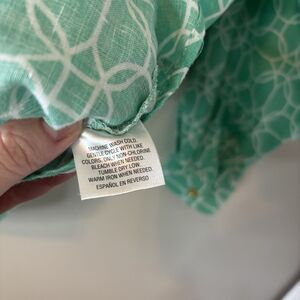 MACHINE WASH COLD.
GENTLE CYCLE WITH LIKE
COLORS. ONLY NON-CHLORINE
BLEACH WHEN NEEDED.
TUMBLE DRY LOW.
WARM IRON WHEN NEEDED.
ESPAÑOL EN REVERSO